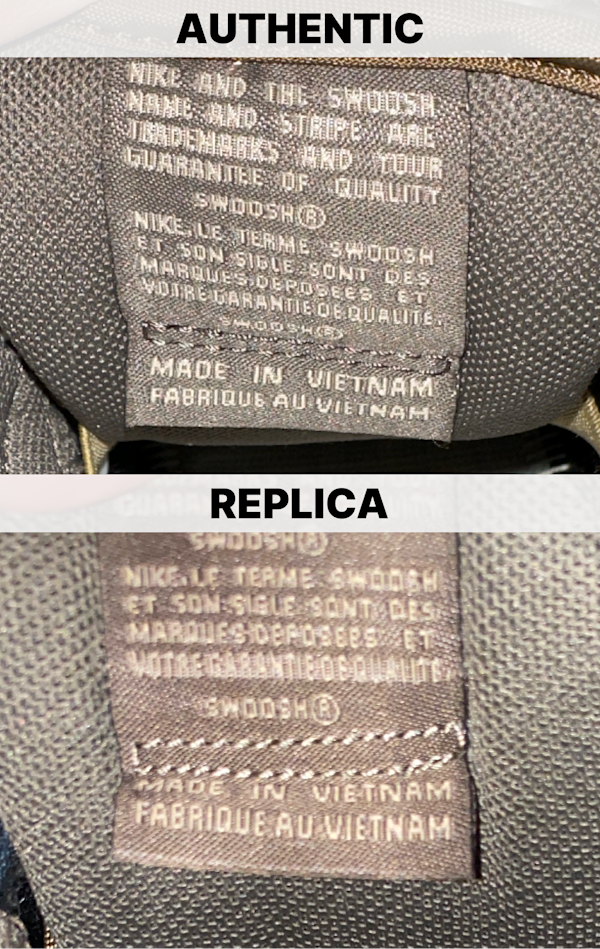 AUTHENTIC
NIKE AND THE SWOOSH
NAME AND STRIPE ARE
TRADEMARKS AND YOUR
GUARANTEE OF QUALITY
SWOOSH®
NIKE, LE TERME SWOOSH
ET SON SIGLE SONT DES
MARQUES DEPOSEES ET
VOTRE GARANTIE DE QUALITE.
SWOOSH®
MADE IN VIETNAM
FABRIQUE AU VIETNAM
REPLICA
SWOOSH®
NIKE, LE TERME SWOOSH
ET SON SIGLE SONT DES
MARQUES DEPOSEES ET
VOTRE GARANTIE DE QUALITE.
SWOOSH®
MADE IN VIETNAM
FABRIQUE AU VIETNAM